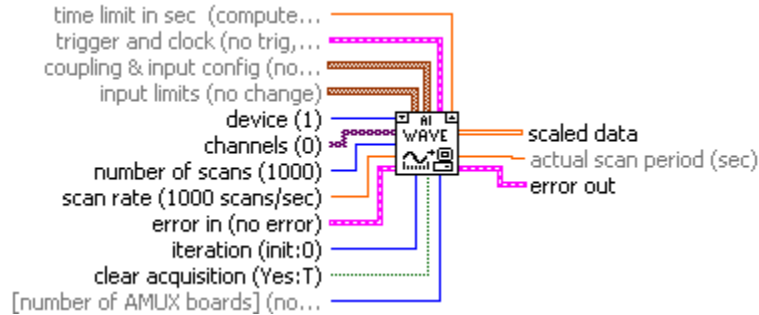 time limit in sec  (compute...
trigger and clock (no trig,...
coupling & input config (no...
input limits (no change)
device (1)
channels (0)
number of scans (1000)
scan rate (1000 scans/sec)
error in (no error)
iteration (init:0)
clear acquisition (Yes:T)
[number of AMUX boards] (no...
AI
WAVE
scaled data
actual scan period (sec)
error out